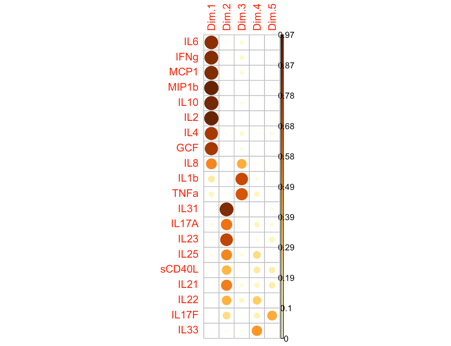 Dim.1 Dim.2 Dim.3 Dim.4 Dim.5
IL6
IFNg
MCP1
MIP1b
IL10
IL2
IL4
GCF
IL8
IL1b
TNFa
IL31
IL17A
IL23
IL25
sCD40L
IL21
IL22
IL17F
IL33
0.97
0.87
0.78
0.68
0.58
0.49
0.39
0.29
0.19
0.1
0